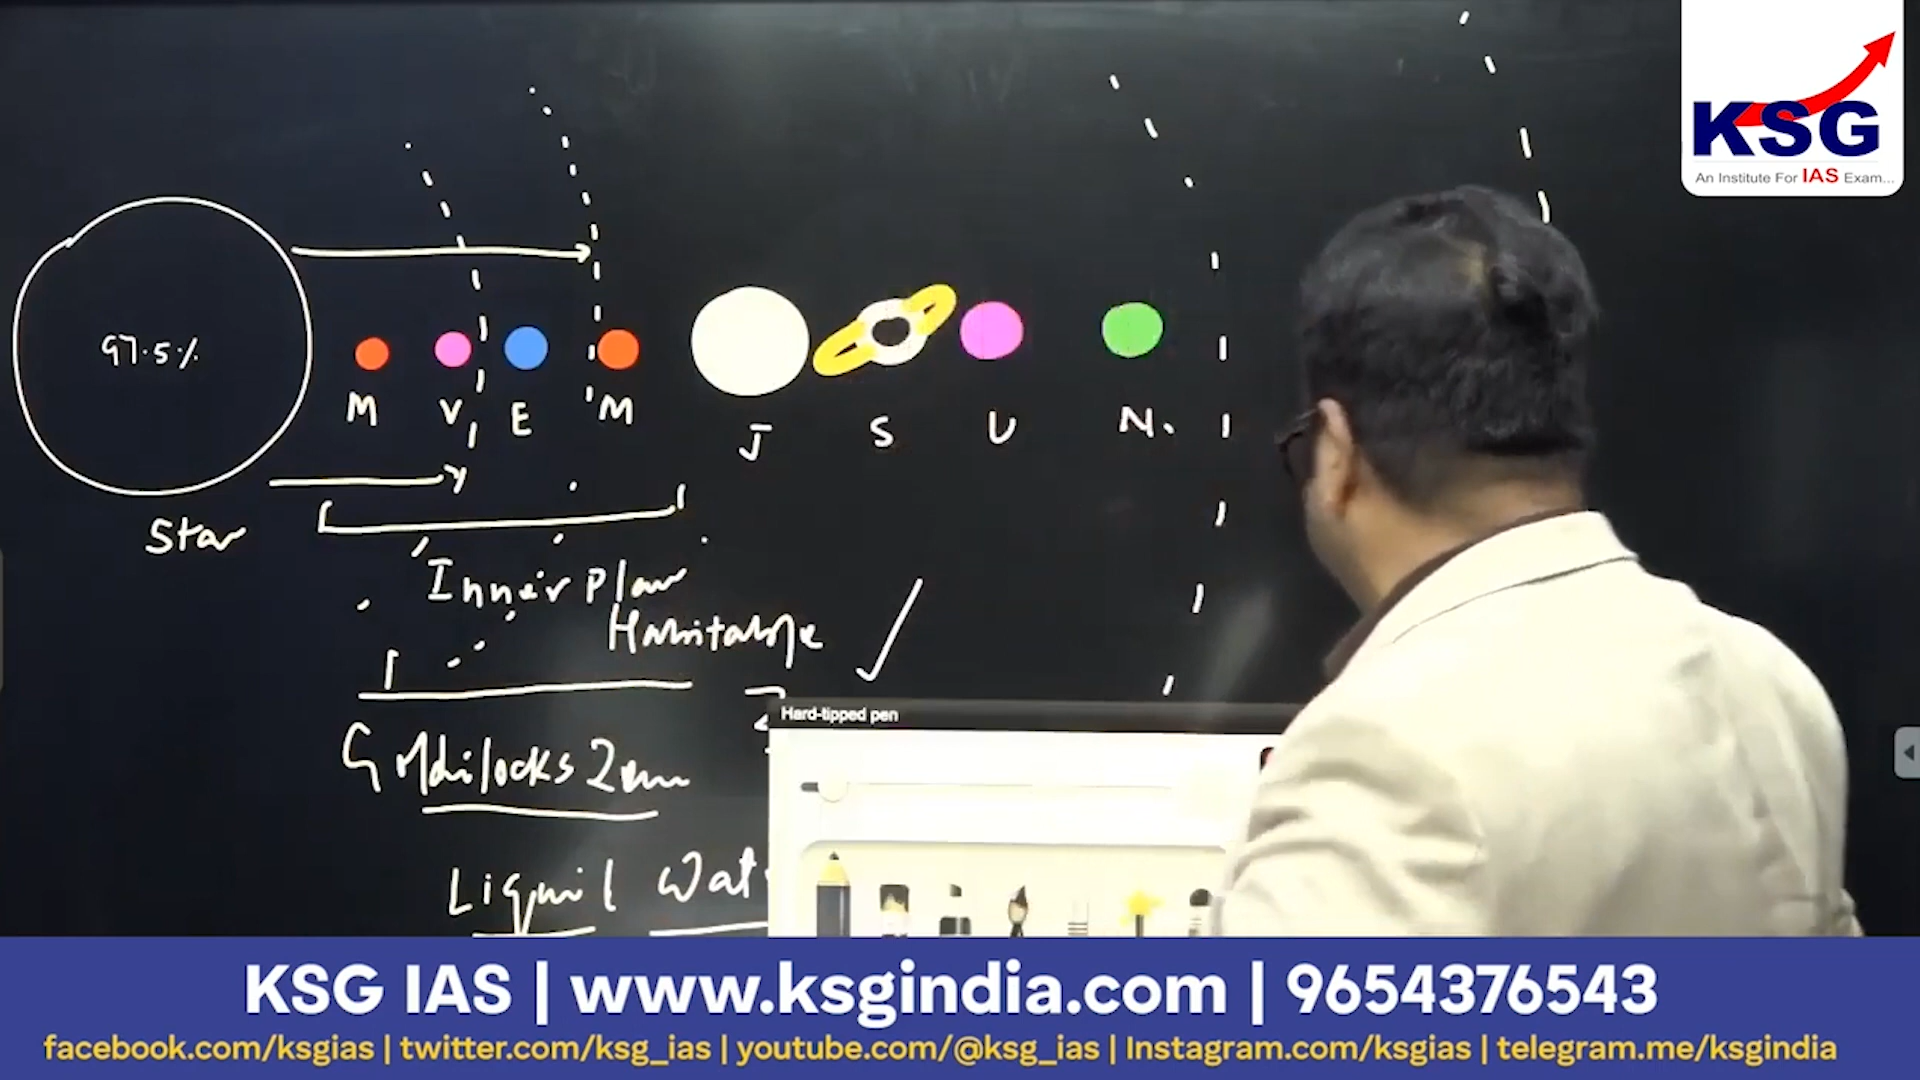 KSG
An Institute For IAS Exam...
97.5%
M V E M J S U N.
Star
Inner Plan
Habitable
Z
Goldilocks Zone
Hard-tipped pen
Liquid Wat
KSG IAS | www.ksgindia.com | 9654376543
facebook.com/ksgias | twitter.com/ksg_ias | youtube.com/@ksg_ias | Instagram.com/ksgias | telegram.me/ksgindia